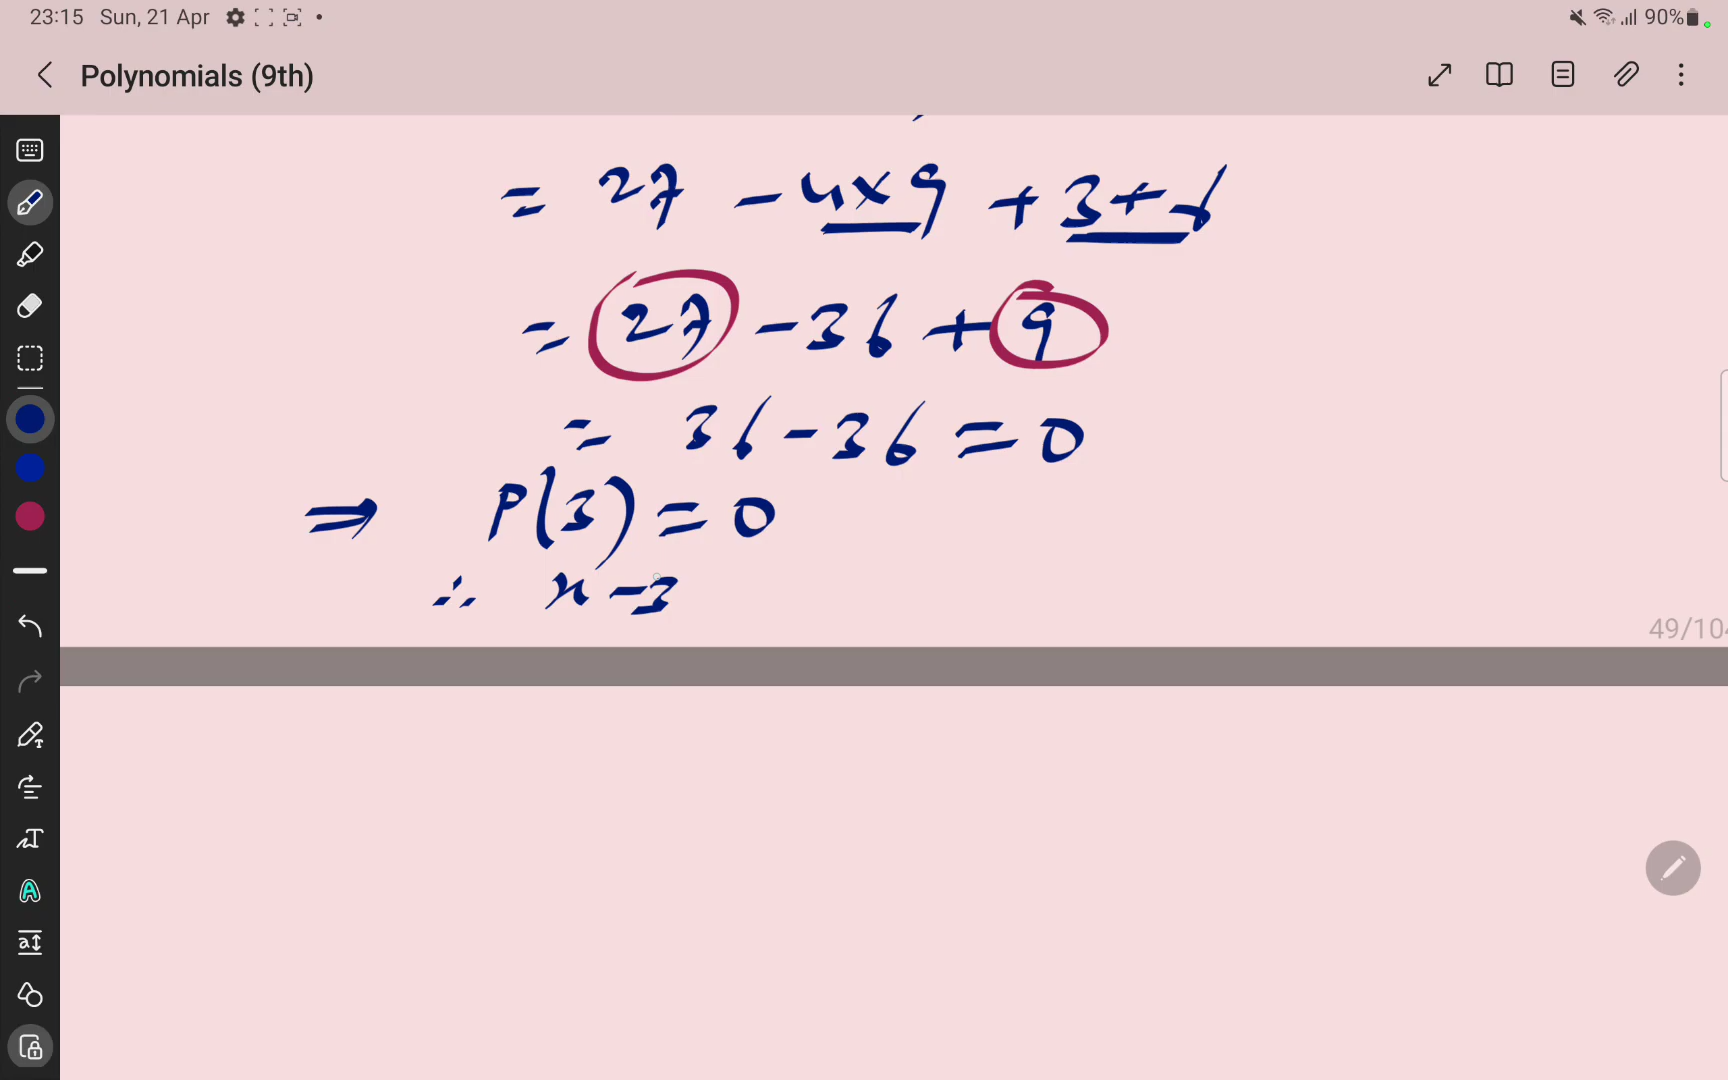 23:15 Sun, 21 Apr
90%
Polynomials (9th)
= 27 - 4×9 + 3 + 6
= 27 - 36 + 9
= 36 - 36 = 0
⇒ P(3) = 0
∴ x - 3
49/104